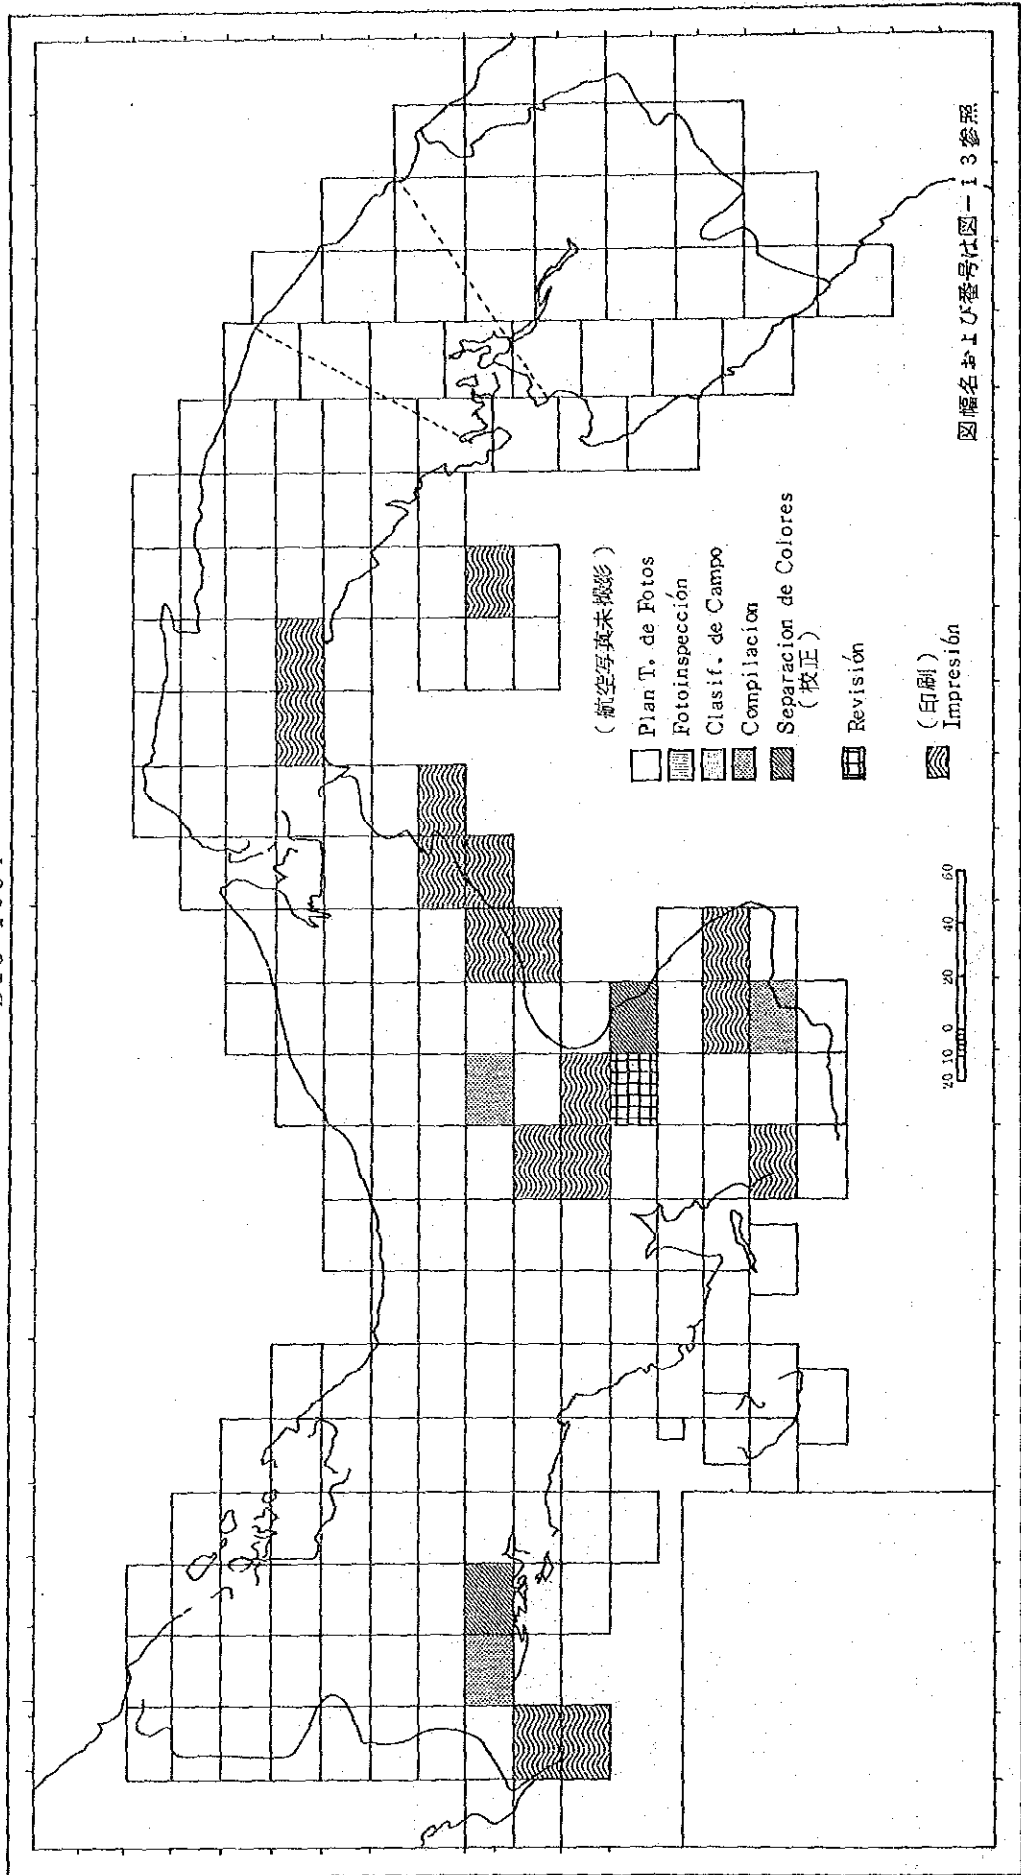 (航空写真未撮影)
Plan T. de Fotos
Fotoinspección
Clasif. de Campo
Compilacion
Separacion de Colores
(校正)
Revisión
(印刷)
Impresión
20 10 0 20 40 60
図幅名および番号は図-13参照